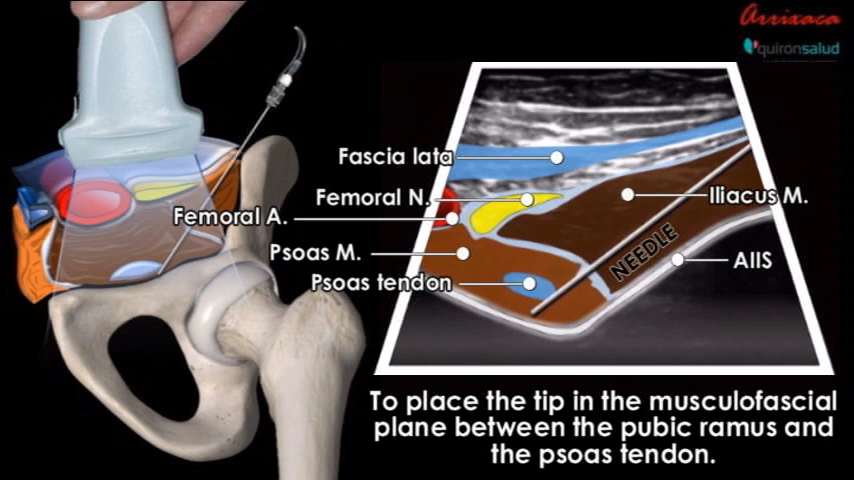 Arrixaca
quironsalud
Fascia lata
Femoral N.
Iliacus M.
Femoral A.
Psoas M.
AIIS
Psoas tendon
NEEDLE
To place the tip in the musculofascial
plane between the pubic ramus and
the psoas tendon.